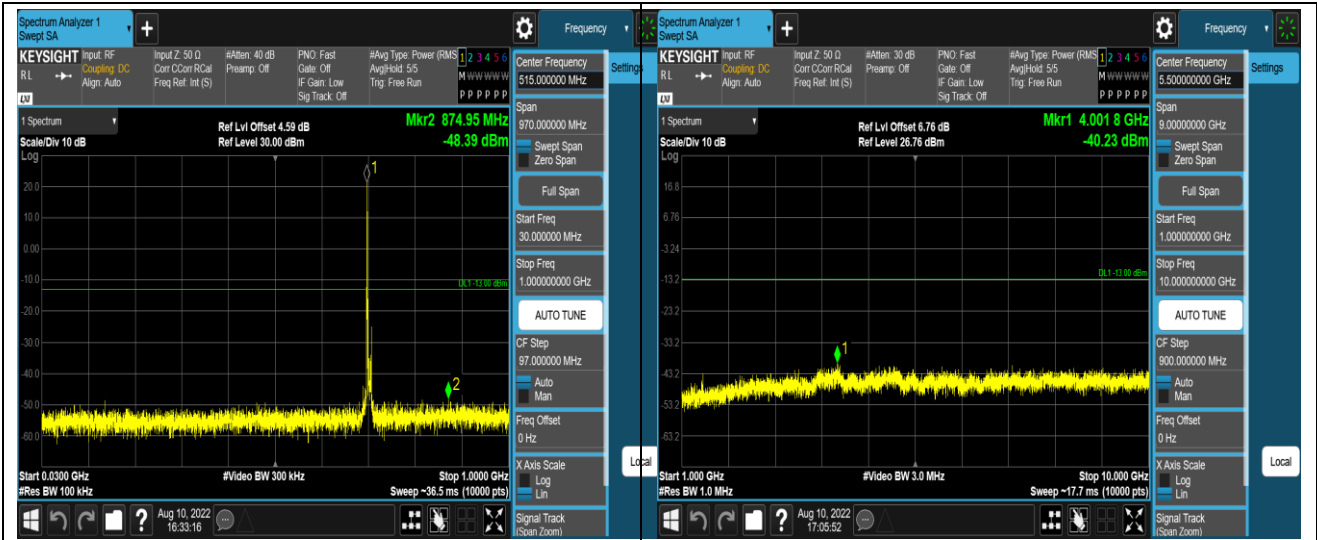 Spectrum Analyzer 1
Swept SA
Frequency
KEYSIGHT
RL
LXI
Input: RF
Coupling: DC
Align: Auto
Input Z: 50 Ω
Corr CCorr RCal
Freq Ref: Int (S)
#Atten: 40 dB
Preamp: Off
PNO: Fast
Gate: Off
IF Gain: Low
Sig Track: Off
#Avg Type: Power (RMS
Avg|Hold: 5/5
Trig: Free Run
1 2 3 4 5 6
M W W W W W
P P P P P P
1 Spectrum
Scale/Div 10 dB
Log
Ref Lvl Offset 4.59 dB
Ref Level 30.00 dBm
Mkr2 874.95 MHz
-48.39 dBm
1
20.0
10.0
0.00
-10.0
DL1 -13.00 dBm
-20.0
-30.0
-40.0
2
-50.0
-60.0
Start 0.0300 GHz
#Res BW 100 kHz
#Video BW 300 kHz
Stop 1.0000 GHz
Sweep ~36.5 ms (10000 pts)
Aug 10, 2022
16:33:16
Settings
Center Frequency
515.000000 MHz
Span
970.000000 MHz
Swept Span
Zero Span
Full Span
Start Freq
30.000000 MHz
Stop Freq
1.000000000 GHz
AUTO TUNE
CF Step
97.000000 MHz
Auto
Man
Freq Offset
0 Hz
X Axis Scale
Log
Lin
Signal Track
(Span Zoom)
Local
Spectrum Analyzer 1
Swept SA
Frequency
KEYSIGHT
RL
LXI
Input: RF
Coupling: DC
Align: Auto
Input Z: 50 Ω
Corr CCorr RCal
Freq Ref: Int (S)
#Atten: 30 dB
Preamp: Off
PNO: Fast
Gate: Off
IF Gain: Low
Sig Track: Off
#Avg Type: Power (RMS
Avg|Hold: 5/5
Trig: Free Run
1 2 3 4 5 6
M W W W W W
P P P P P P
1 Spectrum
Scale/Div 10 dB
Log
Ref Lvl Offset 6.76 dB
Ref Level 26.76 dBm
Mkr1 4.001 8 GHz
-40.23 dBm
16.8
6.76
-3.24
DL1 -13.00 dBm
-13.2
-23.2
-33.2
1
-43.2
-53.2
-63.2
Start 1.000 GHz
#Res BW 1.0 MHz
#Video BW 3.0 MHz
Stop 10.000 GHz
Sweep ~17.7 ms (10000 pts)
Aug 10, 2022
17:05:52
Settings
Center Frequency
5.500000000 GHz
Span
9.00000000 GHz
Swept Span
Zero Span
Full Span
Start Freq
1.000000000 GHz
Stop Freq
10.000000000 GHz
AUTO TUNE
CF Step
900.000000 MHz
Auto
Man
Freq Offset
0 Hz
X Axis Scale
Log
Lin
Signal Track
(Span Zoom)
Local